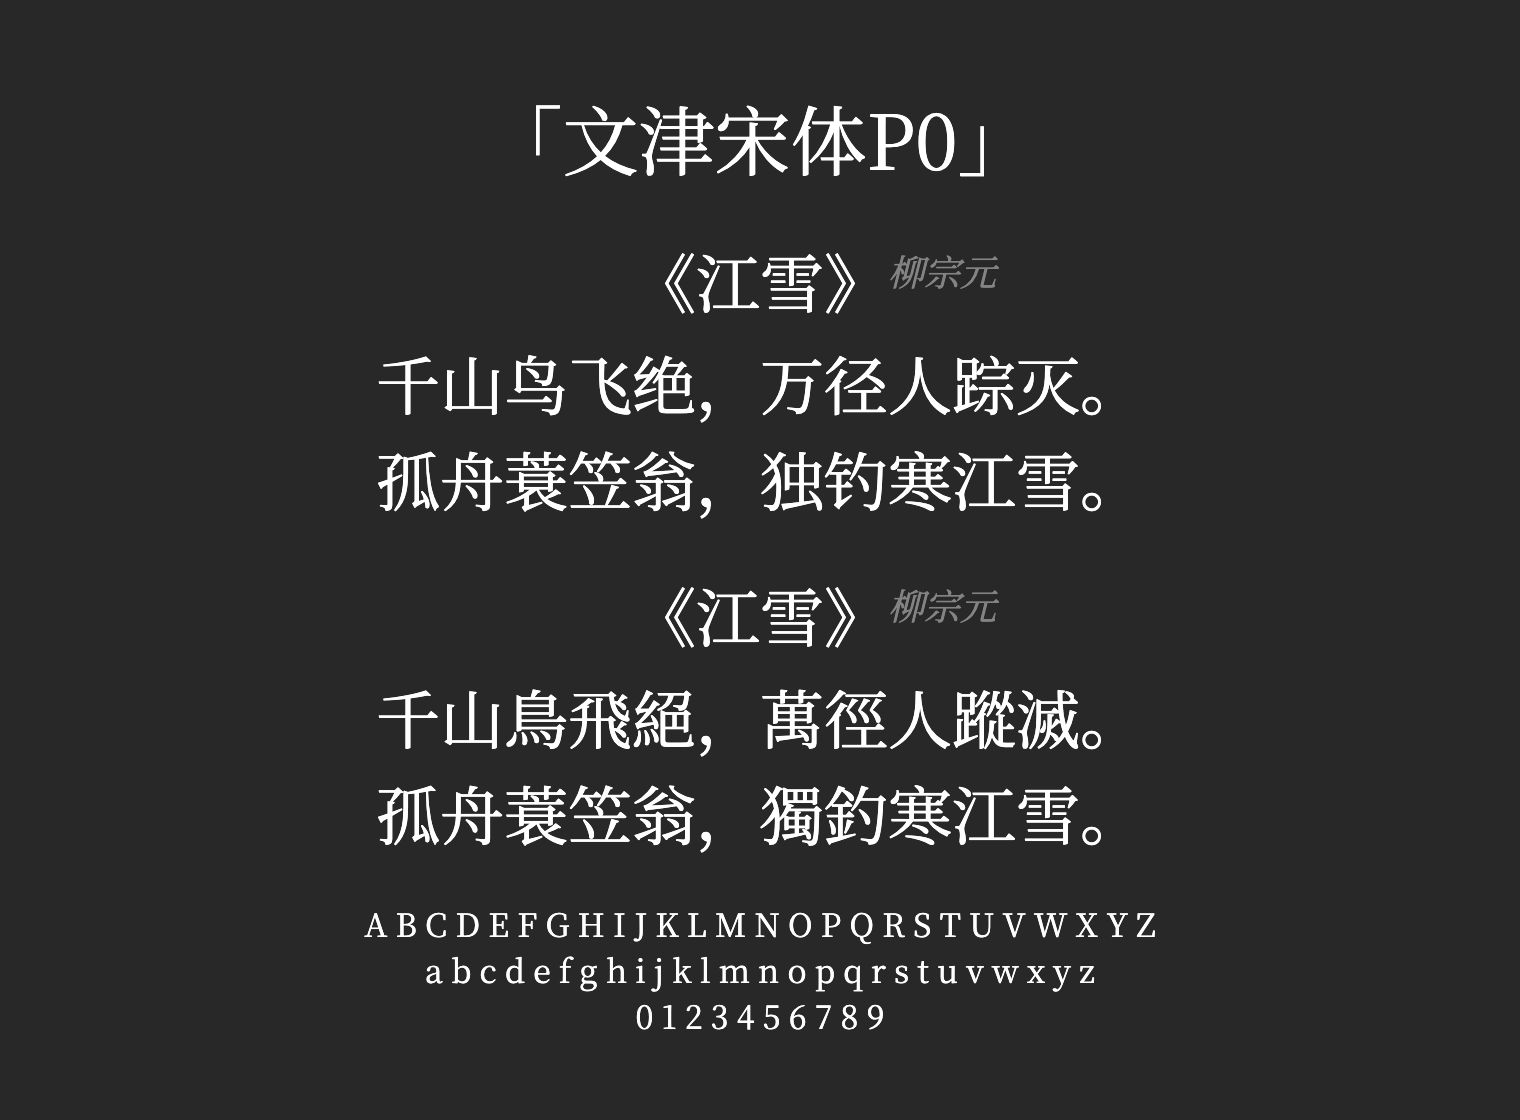 「文津宋体P0」
《江雪》 柳宗元
千山鸟飞绝，万径人踪灭。
孤舟蓑笠翁，独钓寒江雪。
《江雪》 柳宗元
千山鳥飛絕，萬徑人蹤滅。
孤舟蓑笠翁，獨釣寒江雪。
A B C D E F G H I J K L M N O P Q R S T U V W X Y Z
a b c d e f g h i j k l m n o p q r s t u v w x y z
0 1 2 3 4 5 6 7 8 9